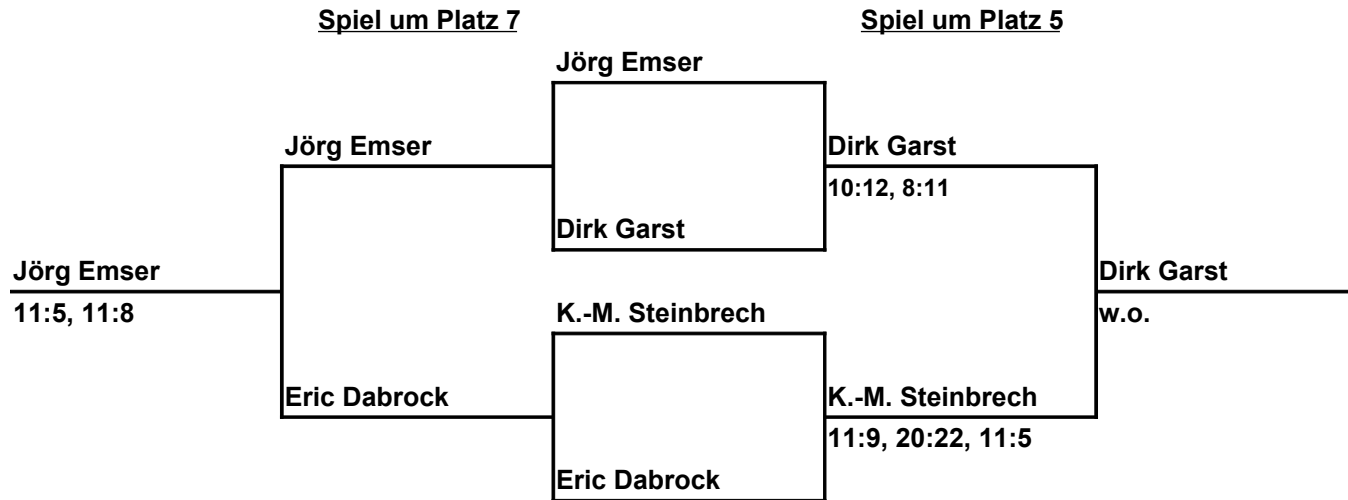 Spiel um Platz 7 Spiel um Platz 5
Jörg Emser
Jörg Emser Dirk Garst
10:12, 8:11
Dirk Garst
Jörg Emser Dirk Garst
11:5, 11:8 K.-M. Steinbrech w.o.
Eric Dabrock K.-M. Steinbrech
11:9, 20:22, 11:5
Eric Dabrock